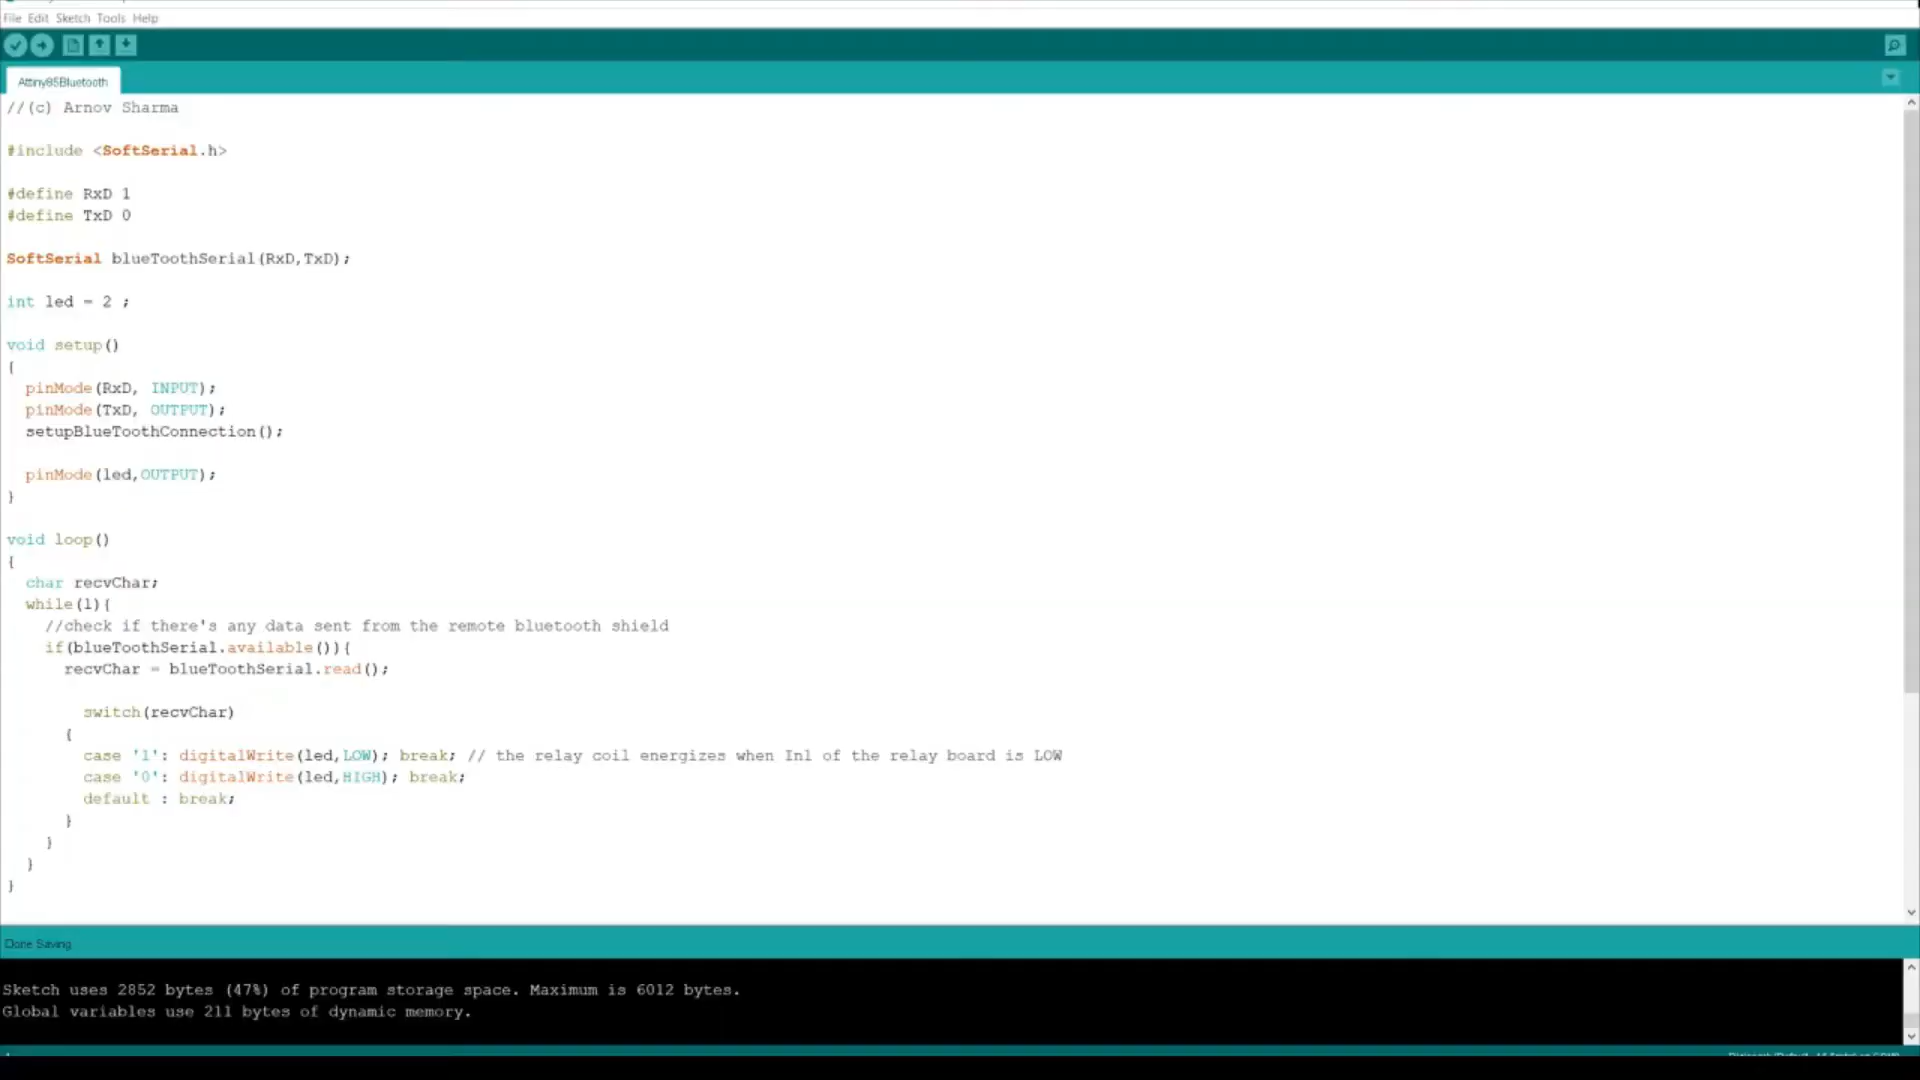 File Edit Sketch Tools Help
Attiny85Bluetooth
//(c) Arnov Sharma
#include <SoftSerial.h>
#define RxD 1
#define TxD 0
SoftSerial blueToothSerial(RxD,TxD);
int led = 2 ;
void setup()
{
pinMode(RxD, INPUT);
pinMode(TxD, OUTPUT);
setupBlueToothConnection();
pinMode(led,OUTPUT);
}
void loop()
{
char recvChar;
while(1){
//check if there's any data sent from the remote bluetooth shield
if(blueToothSerial.available()){
recvChar = blueToothSerial.read();
switch(recvChar)
{
case '1': digitalWrite(led,LOW); break; // the relay coil energizes when In1 of the relay board is LOW
case '0': digitalWrite(led,HIGH); break;
default : break;
}
}
}
}
Done Saving
Sketch uses 2852 bytes (47%) of program storage space. Maximum is 6012 bytes.
Global variables use 211 bytes of dynamic memory.